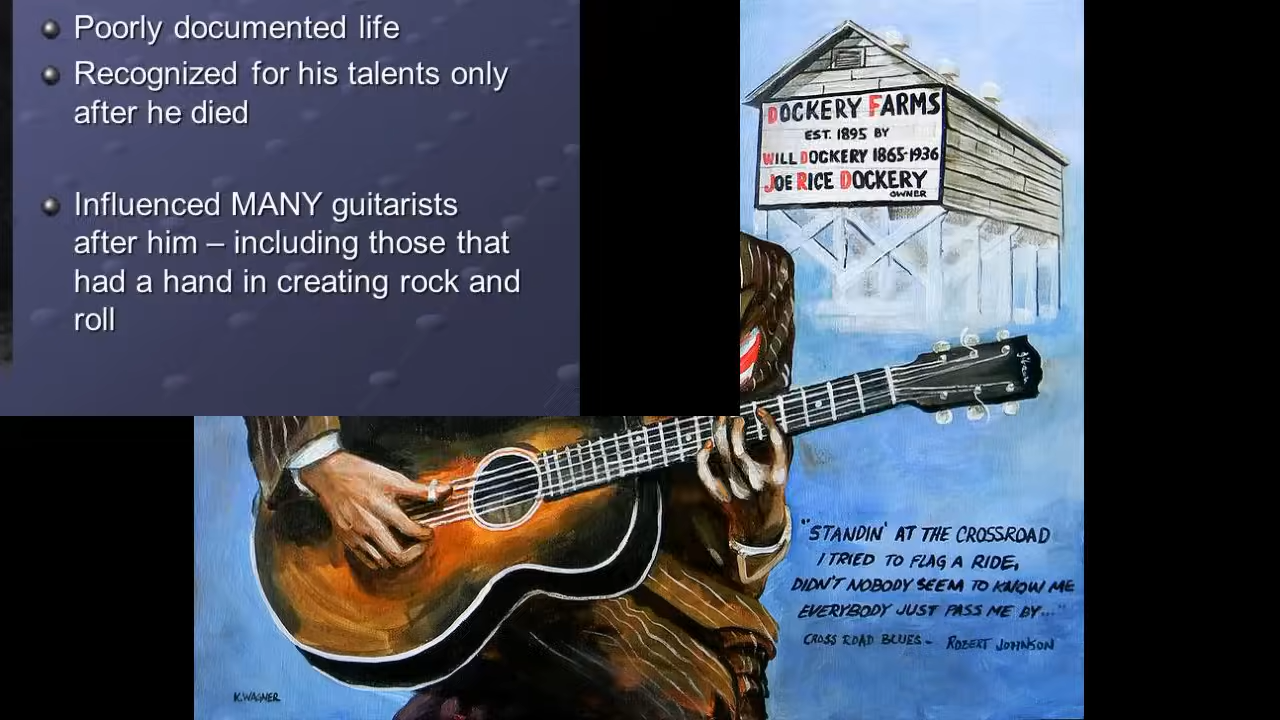 Poorly documented life
Recognized for his talents only
after he died
Influenced MANY guitarists
after him – including those that
had a hand in creating rock and
roll
DOCKERY FARMS
EST. 1895 BY
WILL DOCKERY 1865-1936
JOE RICE DOCKERY
OWNER
"STANDIN' AT THE CROSSROAD
I TRIED TO FLAG A RIDE,
DIDN'T NOBODY SEEM TO KNOW ME
EVERYBODY JUST PASS ME BY..."
CROSS ROAD BLUES - ROBERT JOHNSON
K.WAGNER